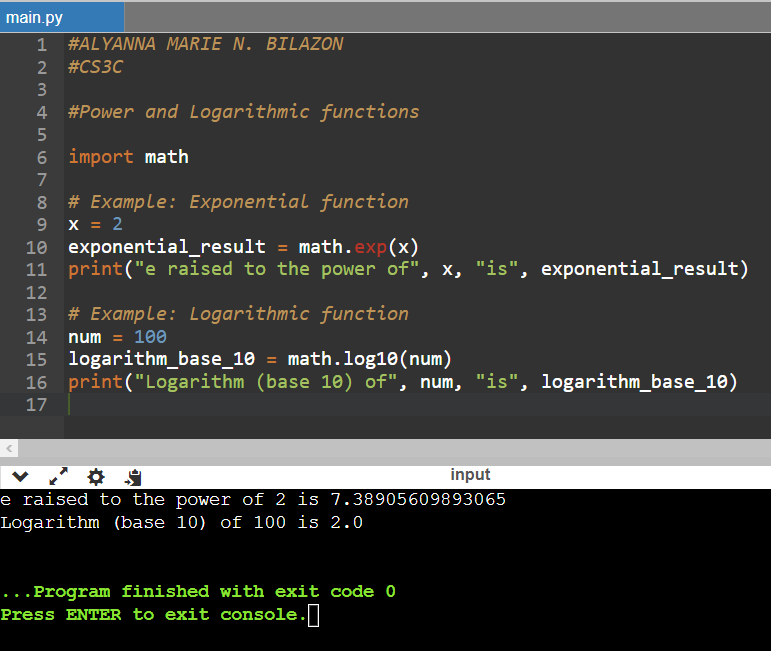 main.py
1 #ALYANNA MARIE N. BILAZON
2 #CS3C
3
4 #Power and Logarithmic functions
5
6 import math
7
8 # Example: Exponential function
9 x = 2
10 exponential_result = math.exp(x)
11 print("e raised to the power of", x, "is", exponential_result)
12
13 # Example: Logarithmic function
14 num = 100
15 logarithm_base_10 = math.log10(num)
16 print("Logarithm (base 10) of", num, "is", logarithm_base_10)
17
input
e raised to the power of 2 is 7.38905609893065
Logarithm (base 10) of 100 is 2.0
...Program finished with exit code 0
Press ENTER to exit console.